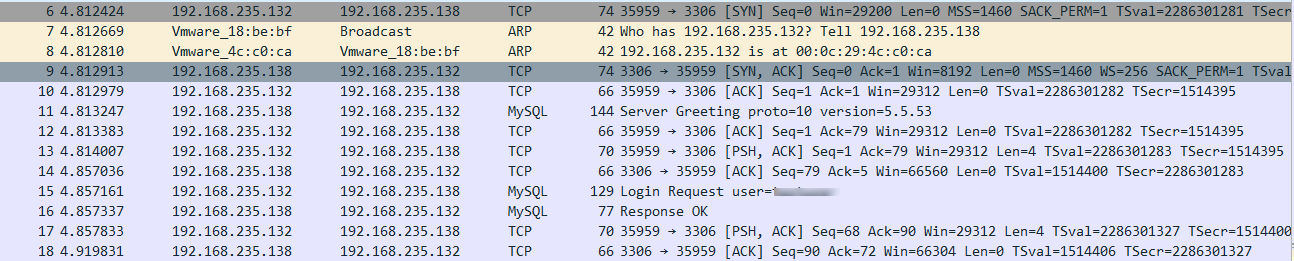 6 4.812424 192.168.235.132 192.168.235.138 TCP 74 35959 → 3306 [SYN] Seq=0 Win=29200 Len=0 MSS=1460 SACK_PERM=1 TSval=2286301281 TSecr
7 4.812669 Vmware_18:be:bf Broadcast ARP 42 Who has 192.168.235.132? Tell 192.168.235.138
8 4.812810 Vmware_4c:c0:ca Vmware_18:be:bf ARP 42 192.168.235.132 is at 00:0c:29:4c:c0:ca
9 4.812913 192.168.235.138 192.168.235.132 TCP 74 3306 → 35959 [SYN, ACK] Seq=0 Ack=1 Win=8192 Len=0 MSS=1460 WS=256 SACK_PERM=1 TSval
10 4.812979 192.168.235.132 192.168.235.138 TCP 66 35959 → 3306 [ACK] Seq=1 Ack=1 Win=29312 Len=0 TSval=2286301282 TSecr=1514395
11 4.813247 192.168.235.138 192.168.235.132 MySQL 144 Server Greeting proto=10 version=5.5.53
12 4.813383 192.168.235.132 192.168.235.138 TCP 66 35959 → 3306 [ACK] Seq=1 Ack=79 Win=29312 Len=0 TSval=2286301282 TSecr=1514395
13 4.814007 192.168.235.132 192.168.235.138 TCP 70 35959 → 3306 [PSH, ACK] Seq=1 Ack=79 Win=29312 Len=4 TSval=2286301283 TSecr=1514395
14 4.857036 192.168.235.138 192.168.235.132 TCP 66 3306 → 35959 [ACK] Seq=79 Ack=5 Win=66560 Len=0 TSval=1514400 TSecr=2286301283
15 4.857161 192.168.235.132 192.168.235.138 MySQL 129 Login Request user=
16 4.857337 192.168.235.138 192.168.235.132 MySQL 77 Response OK
17 4.857833 192.168.235.132 192.168.235.138 TCP 70 35959 → 3306 [PSH, ACK] Seq=68 Ack=90 Win=29312 Len=4 TSval=2286301327 TSecr=1514400
18 4.919831 192.168.235.138 192.168.235.132 TCP 66 3306 → 35959 [ACK] Seq=90 Ack=72 Win=66304 Len=0 TSval=1514406 TSecr=2286301327